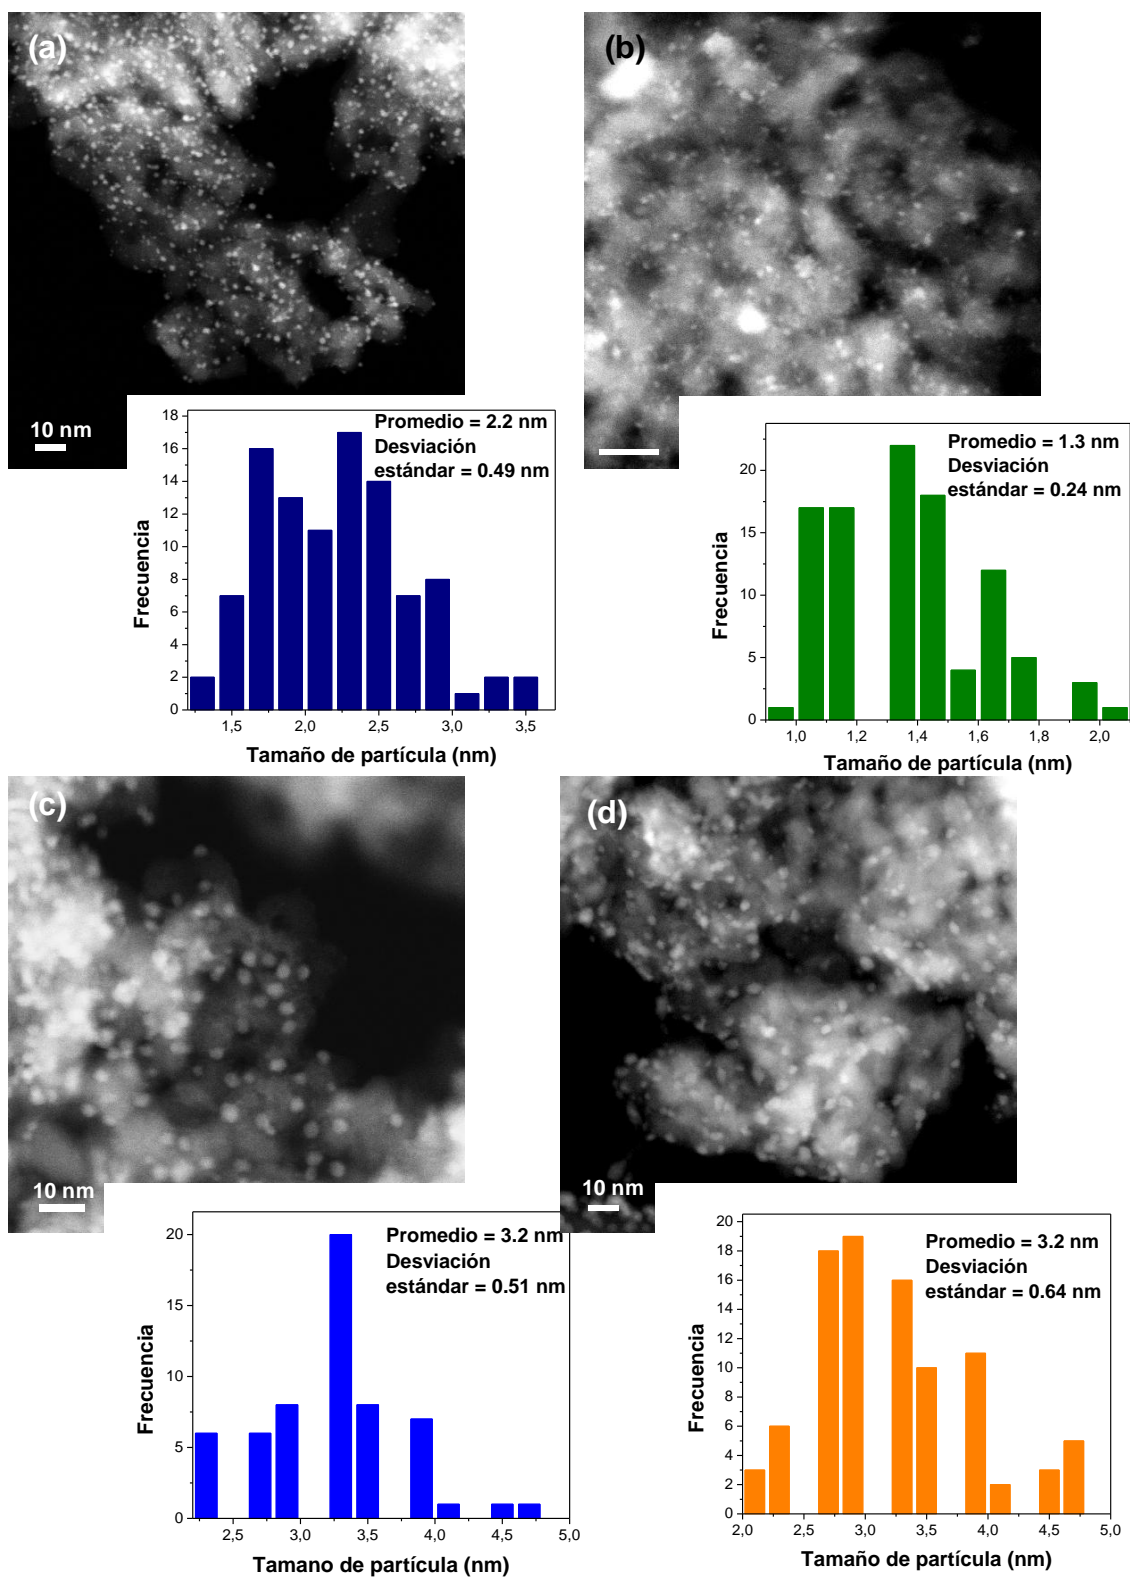 (a)
10 nm
Promedio = 2.2 nm
Desviación
estándar = 0.49 nm
18
16
14
12
10
8
6
4
2
0
Frecuencia
1,5 2,0 2,5 3,0 3,5
Tamaño de partícula (nm)
(b)
Promedio = 1.3 nm
Desviación
estándar = 0.24 nm
20
15
10
5
0
Frecuencia
1,0 1,2 1,4 1,6 1,8 2,0
Tamaño de partícula (nm)
(c)
10 nm
Promedio = 3.2 nm
Desviación
estándar = 0.51 nm
20
15
10
5
0
Frecuencia
2,5 3,0 3,5 4,0 4,5 5,0
Tamano de partícula (nm)
(d)
10 nm
Promedio = 3.2 nm
Desviación
estándar = 0.64 nm
20
18
16
14
12
10
8
6
4
2
0
Frecuencia
2,0 2,5 3,0 3,5 4,0 4,5 5,0
Tamaño de partícula (nm)